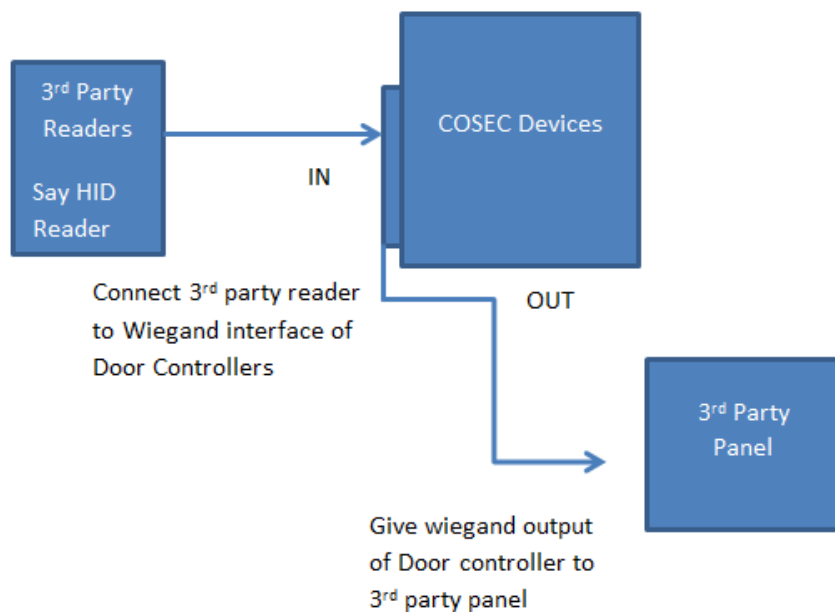 3rd Party
Readers
Say HID
Reader
COSEC Devices
IN
Connect 3rd party reader
to Wiegand interface of
Door Controllers
OUT
3rd Party
Panel
Give wiegand output
of Door controller to
3rd party panel